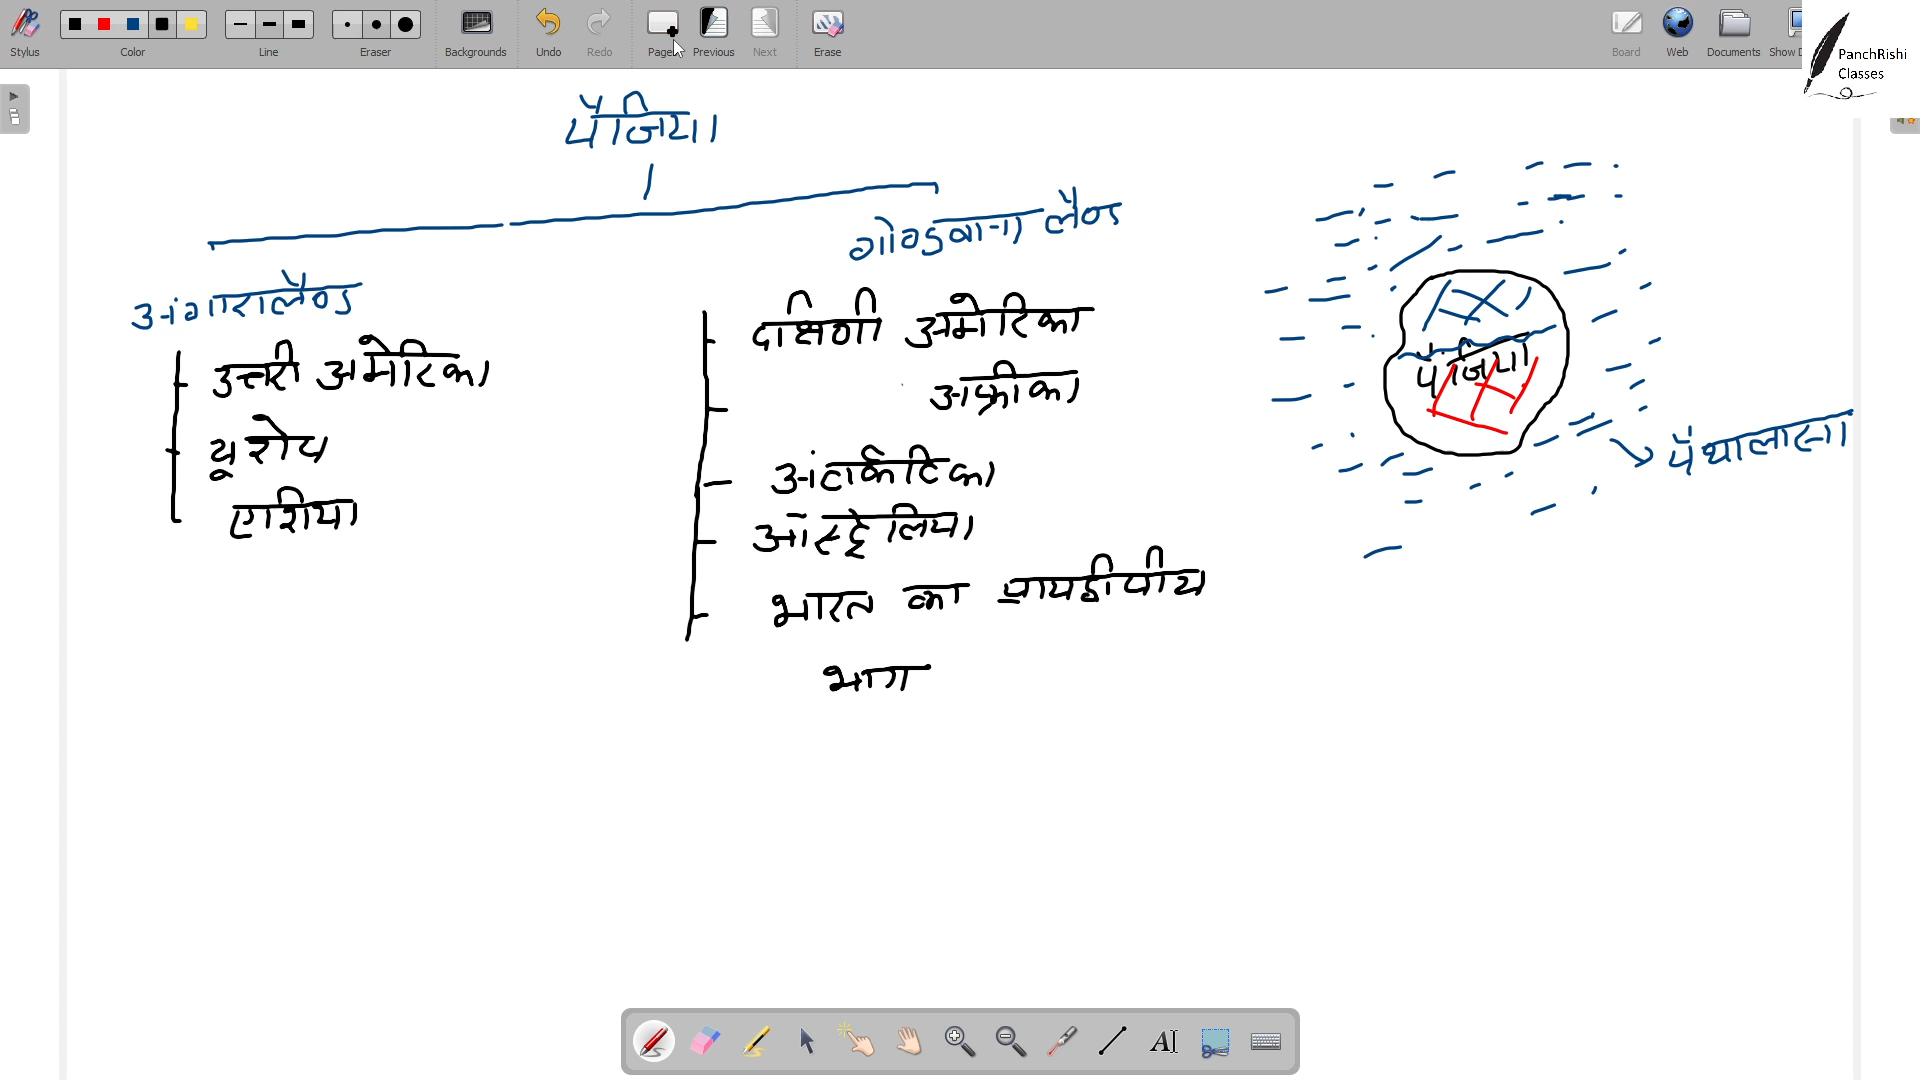 Stylus
Color
Line
Eraser
Backgrounds
Undo
Redo
Page
Previous
Next
Erase
Board
Web
Documents
Show D
PanchRishi
Classes
पैंजिया
अंगारालैण्ड
उत्तरी अमेरिका
यूरोप
एशिया
गोण्डवाना लैण्ड
दक्षिणी अमेरिका
अफ्रीका
अंटार्कटिका
ऑस्ट्रेलिया
भारत का प्रायद्वीपीय
भाग
पैंजिया
पैंथालासा